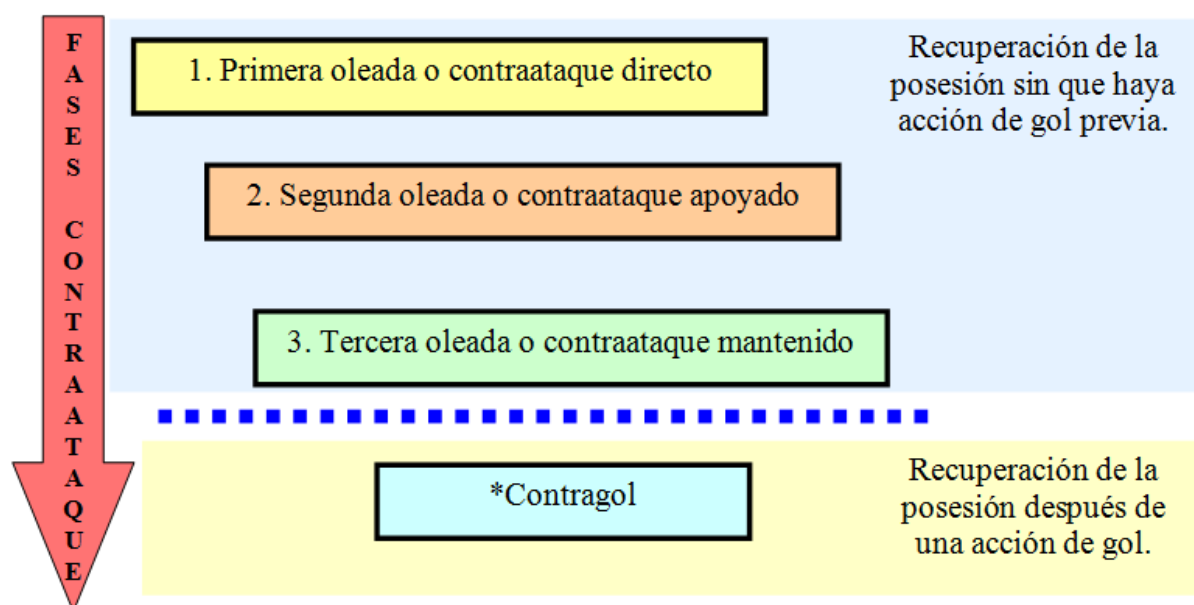 FASES CONTRAATAQUE
1. Primera oleada o contraataque directo
Recuperación de la
posesión sin que haya
acción de gol previa.
2. Segunda oleada o contraataque apoyado
3. Tercera oleada o contraataque mantenido
*Contragol
Recuperación de la
posesión después de
una acción de gol.